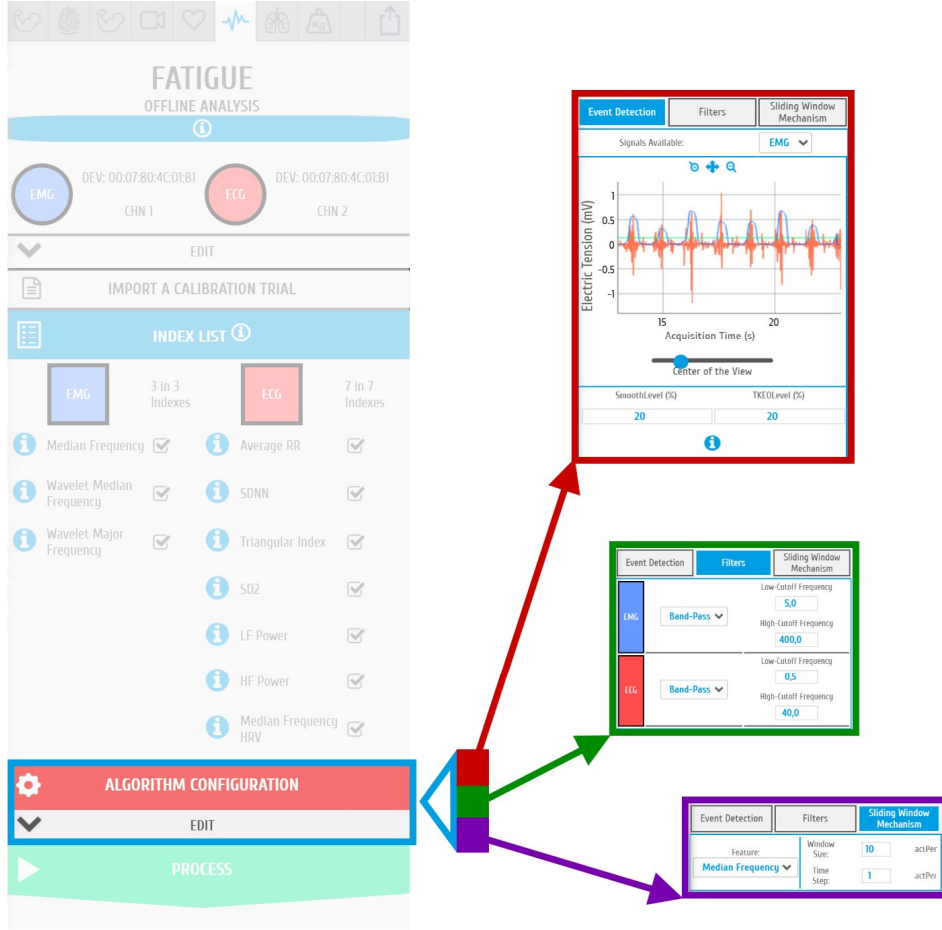 Kg
FATIGUE
OFFLINE ANALYSIS
EMG
DEV: 00:07:80:4C:01:B1
CHN 1
ECG
DEV: 00:07:80:4C:01:B1
CHN 2
EDIT
IMPORT A CALIBRATION TRIAL
INDEX LIST
EMG
3 in 3
Indexes
ECG
7 in 7
Indexes
Median Frequency
Average RR
Wavelet Median
Frequency
SDNN
Wavelet Major
Frequency
Triangular Index
SD2
LF Power
HF Power
Median Frequency
HRV
ALGORITHM CONFIGURATION
EDIT
PROCESS
Event Detection
Filters
Sliding Window
Mechanism
Signals Available:
EMG
Electric Tension (mV)
1
0.5
0
-0.5
-1
15
20
Acquisition Time (s)
Center of the View
SmoothLevel (%)
TKEOLevel (%)
20
20
Event Detection
Filters
Sliding Window
Mechanism
EMG
Band-Pass
Low-Cutoff Frequency
5,0
High-Cutoff Frequency
400,0
ECG
Band-Pass
Low-Cutoff Frequency
0,5
High-Cutoff Frequency
40,0
Event Detection
Filters
Sliding Window
Mechanism
Feature:
Median Frequency
Window
Size:
10
actPer
Time
Step:
1
actPer